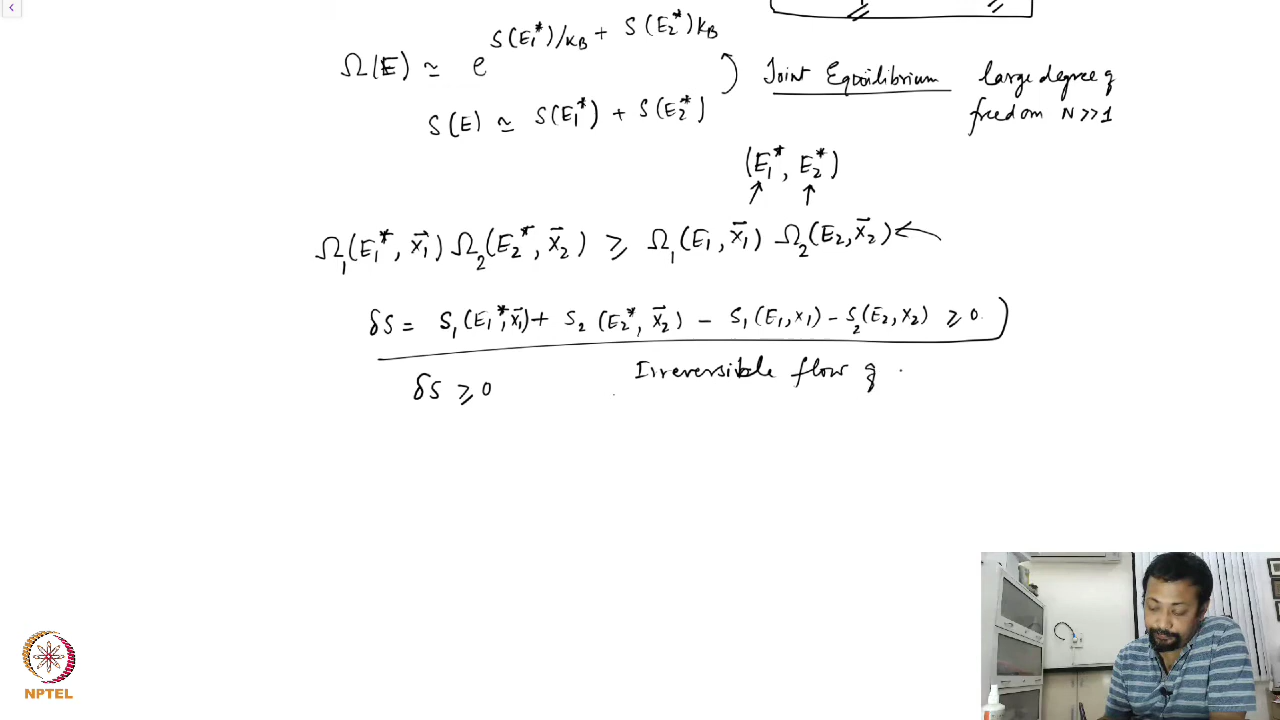 Ω(E) ≃ e^{S(E₁*)/k_B + S(E₂*)k_B}
S(E) ≃ S(E₁*) + S(E₂*)
Joint Equilibrium
large degree of
freedom N>>1
(E₁*, E₂*)
Ω₁(E₁*, x̄₁) Ω₂(E₂*, x̄₂) ≥ Ω₁(E₁, x̄₁) Ω₂(E₂, x̄₂) ←
δS = S₁(E₁*, x̄₁) + S₂(E₂*, x̄₂) − S₁(E₁, x₁) − S₂(E₂, x₂) ≥ 0.
δS ≥ 0
Irreversible flow of
NPTEL